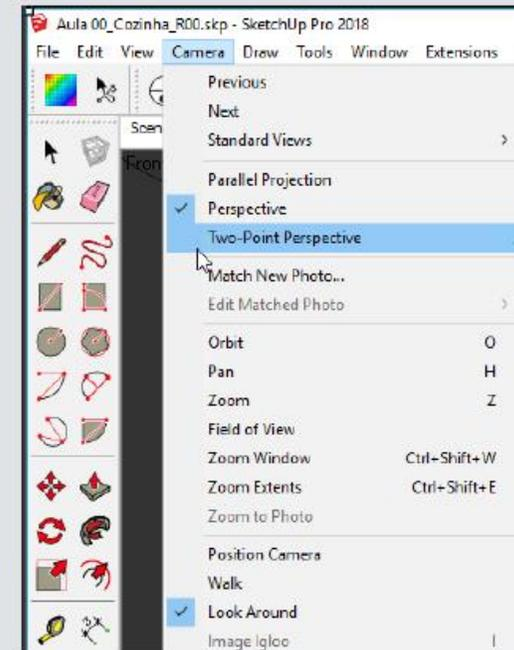 Aula 00_Cozinha_R00.skp - SketchUp Pro 2018
File Edit View Camera Draw Tools Window Extensions
Previous
Next
Scen
Standard Views
Fron
Parallel Projection
Perspective
Two-Point Perspective
Match New Photo...
Edit Matched Photo
Orbit O
Pan H
Zoom Z
Field of View
Zoom Window Ctrl+Shift+W
Zoom Extents Ctrl+Shift+E
Zoom to Photo
Position Camera
Walk
Look Around
Image Igloo I